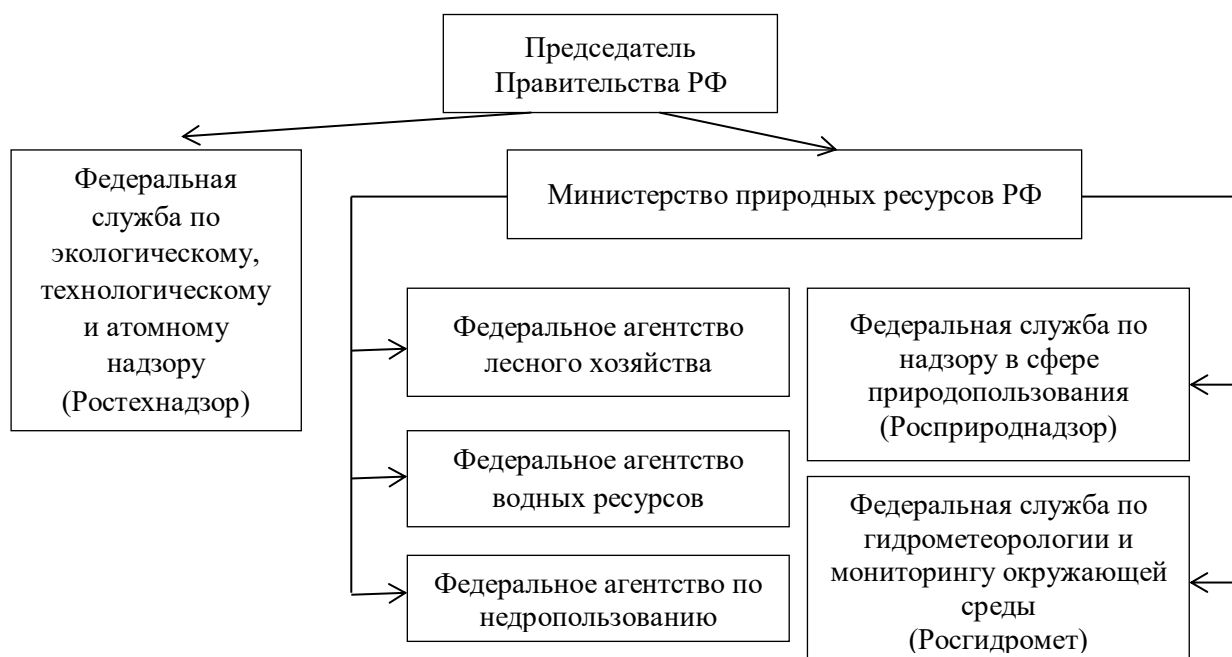 Председатель
Правительства РФ
Федеральная
служба по
экологическому,
технологическому
и атомному
надзору
(Ростехнадзор)
Министерство природных ресурсов РФ
Федеральное агентство
лесного хозяйства
Федеральное агентство
водных ресурсов
Федеральное агентство по
недропользованию
Федеральная служба по
надзору в сфере
природопользования
(Росприроднадзор)
Федеральная служба по
гидрометеорологии и
мониторингу окружающей
среды
(Росгидромет)